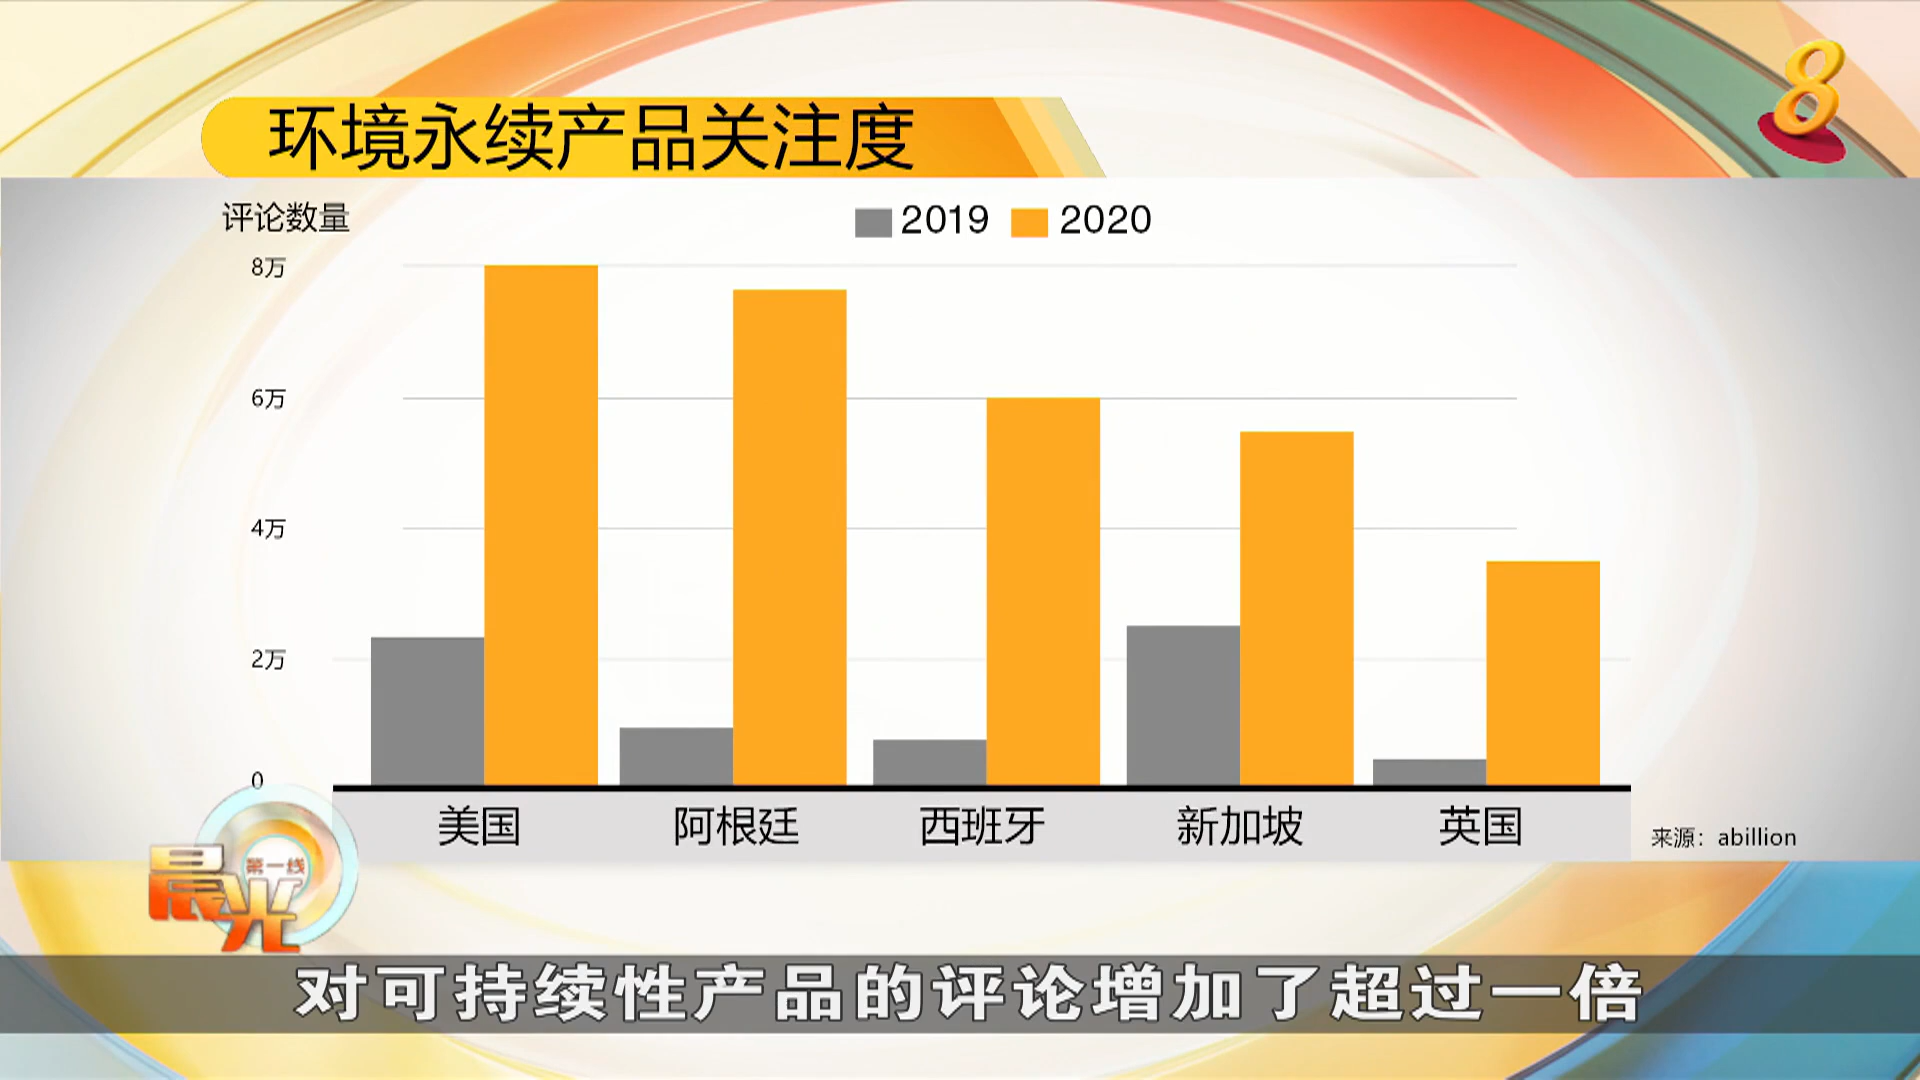 8
环境永续产品关注度
评论数量
2019 2020
8万
6万
4万
2万
0
美国 阿根廷 西班牙 新加坡 英国
来源：abillion
晨光
第一线
对可持续性产品的评论增加了超过一倍